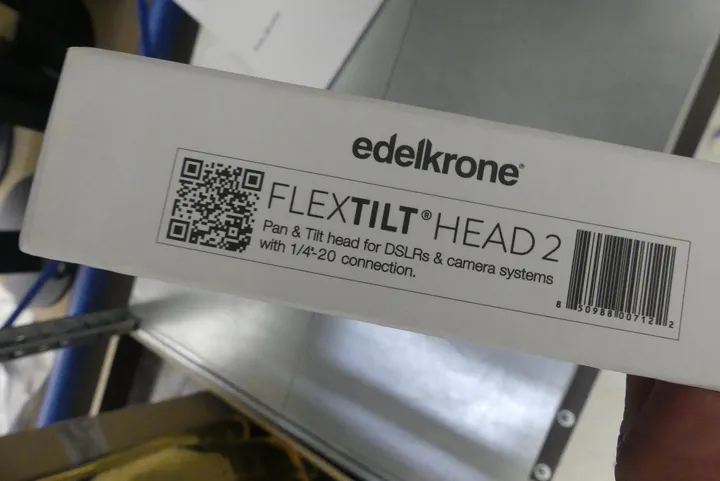 edelkrone®
FLEXTILT® HEAD 2
Pan & Tilt head for DSLRs & camera systems
with 1/4"-20 connection.
8 50988 00712 2